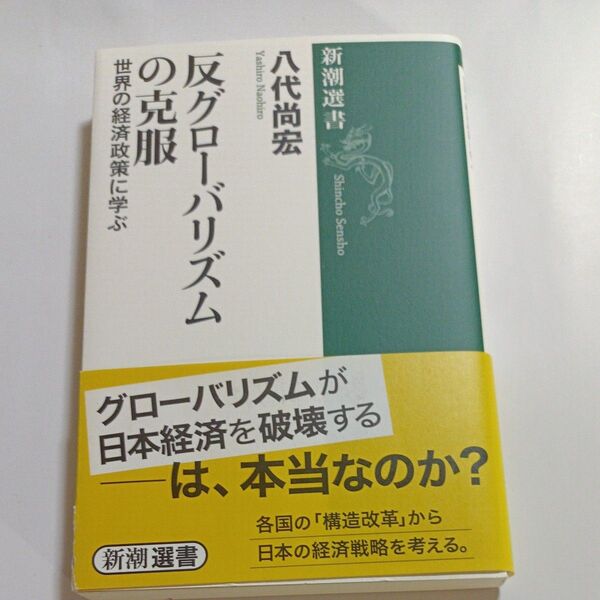 新潮選書
Shincho Sensho
八代尚宏
Yashiro Naohiro
反グローバリズム
の克服
世界の経済政策に学ぶ
グローバリズムが
日本経済を破壊する
──は、本当なのか?
各国の「構造改革」から
日本の経済戦略を考える。
新潮選書